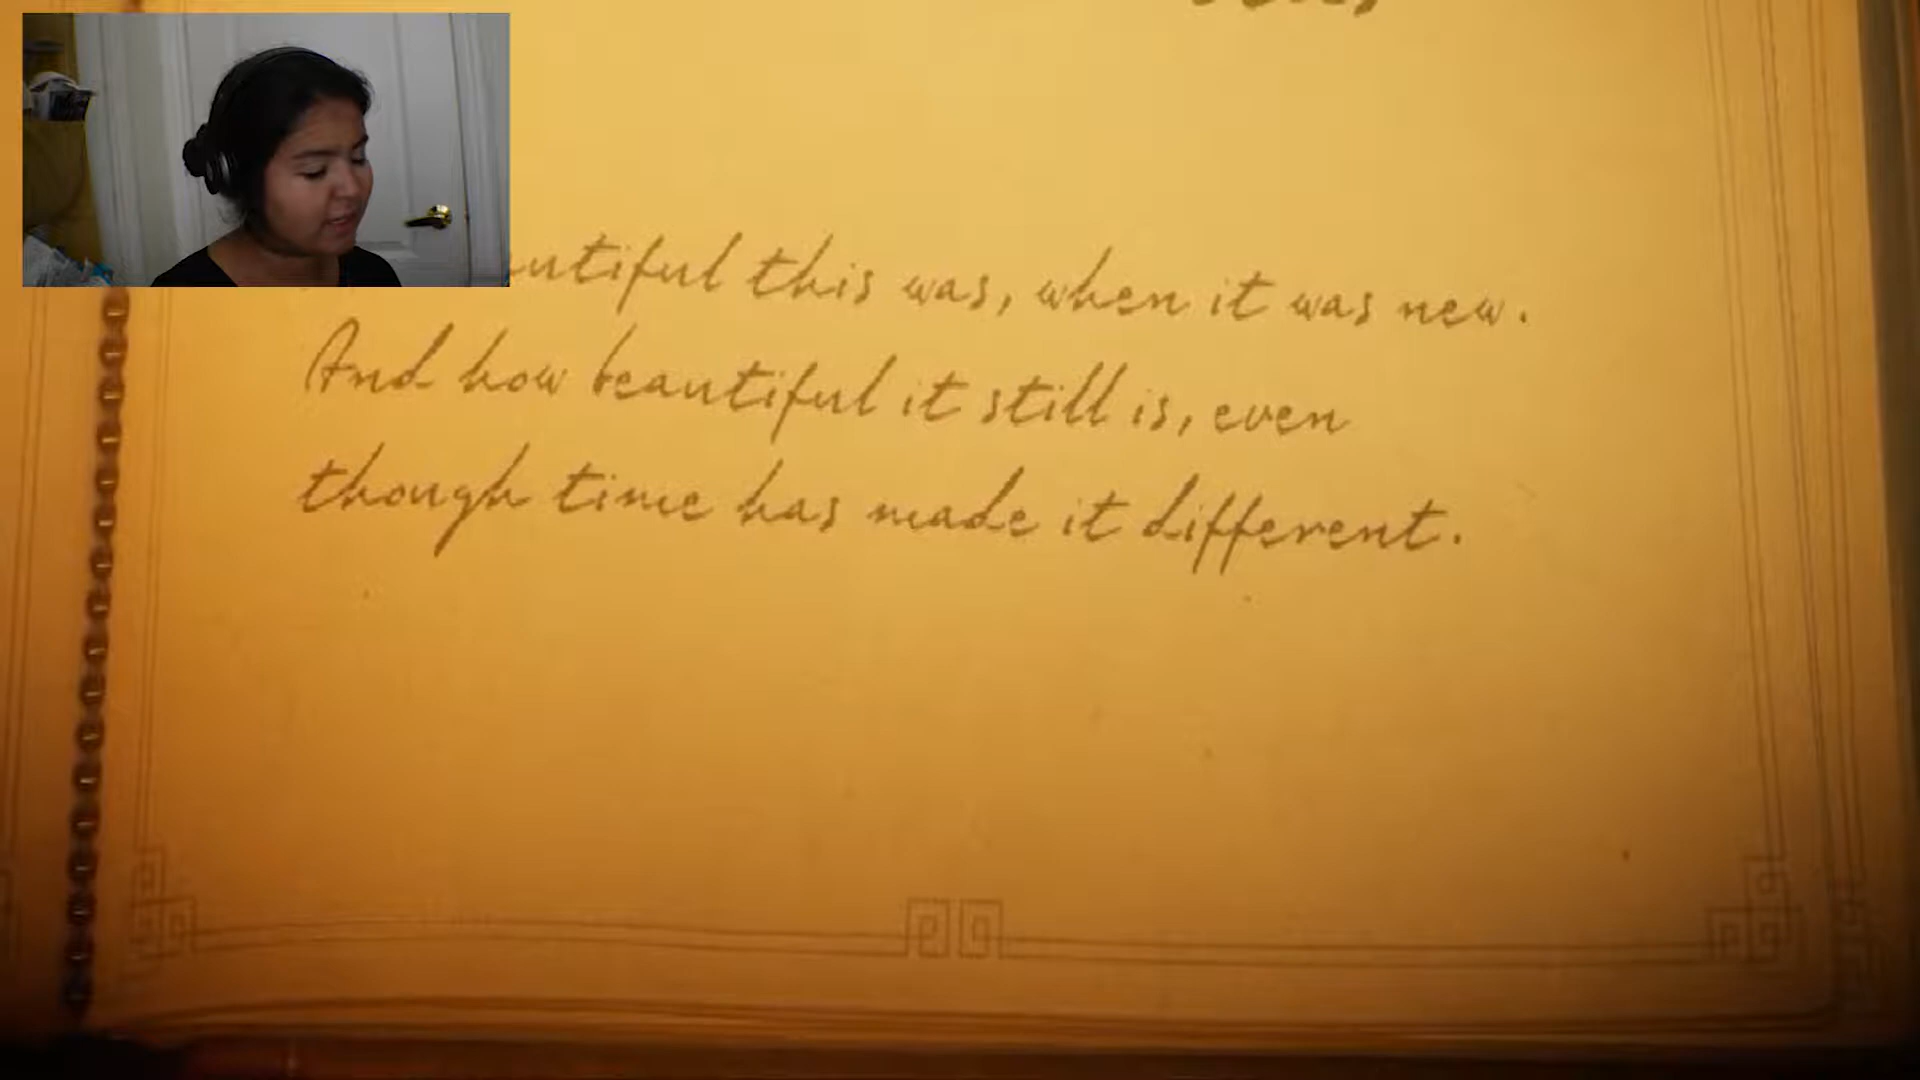 this was, when it was new.
And how beautiful it still is, even
though time has made it different.